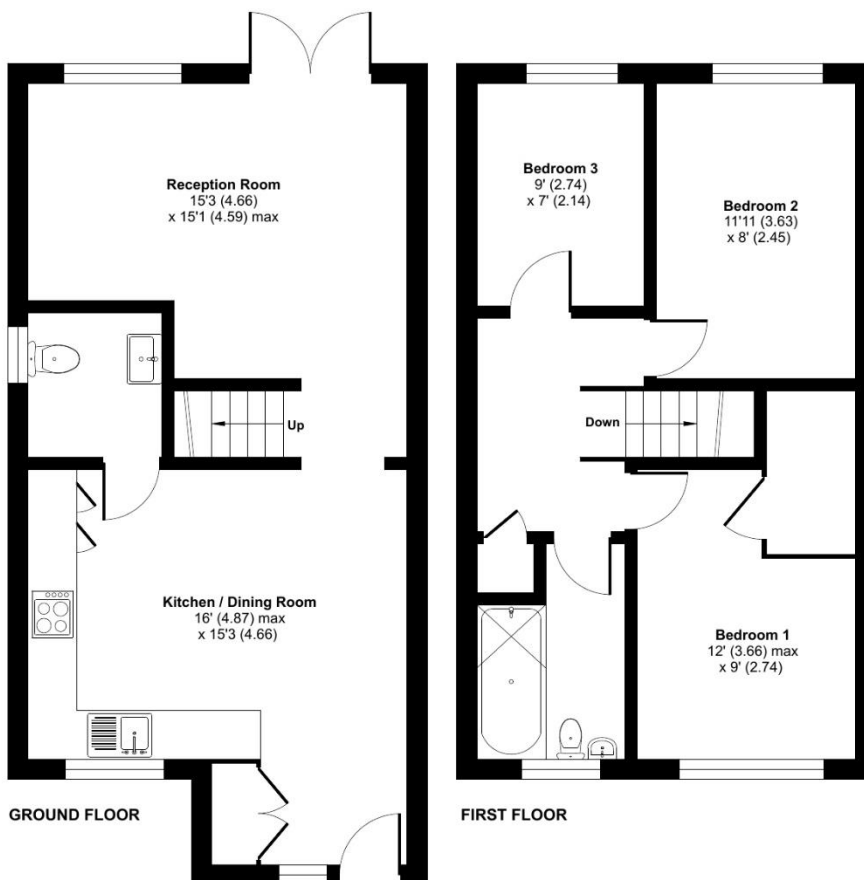 Reception Room
15'3 (4.66)
x 15'1 (4.59) max
Up
Kitchen / Dining Room
16' (4.87) max
x 15'3 (4.66)
GROUND FLOOR
Bedroom 3
9' (2.74)
x 7' (2.14)
Bedroom 2
11'11 (3.63)
x 8' (2.45)
Down
Bedroom 1
12' (3.66) max
x 9' (2.74)
FIRST FLOOR